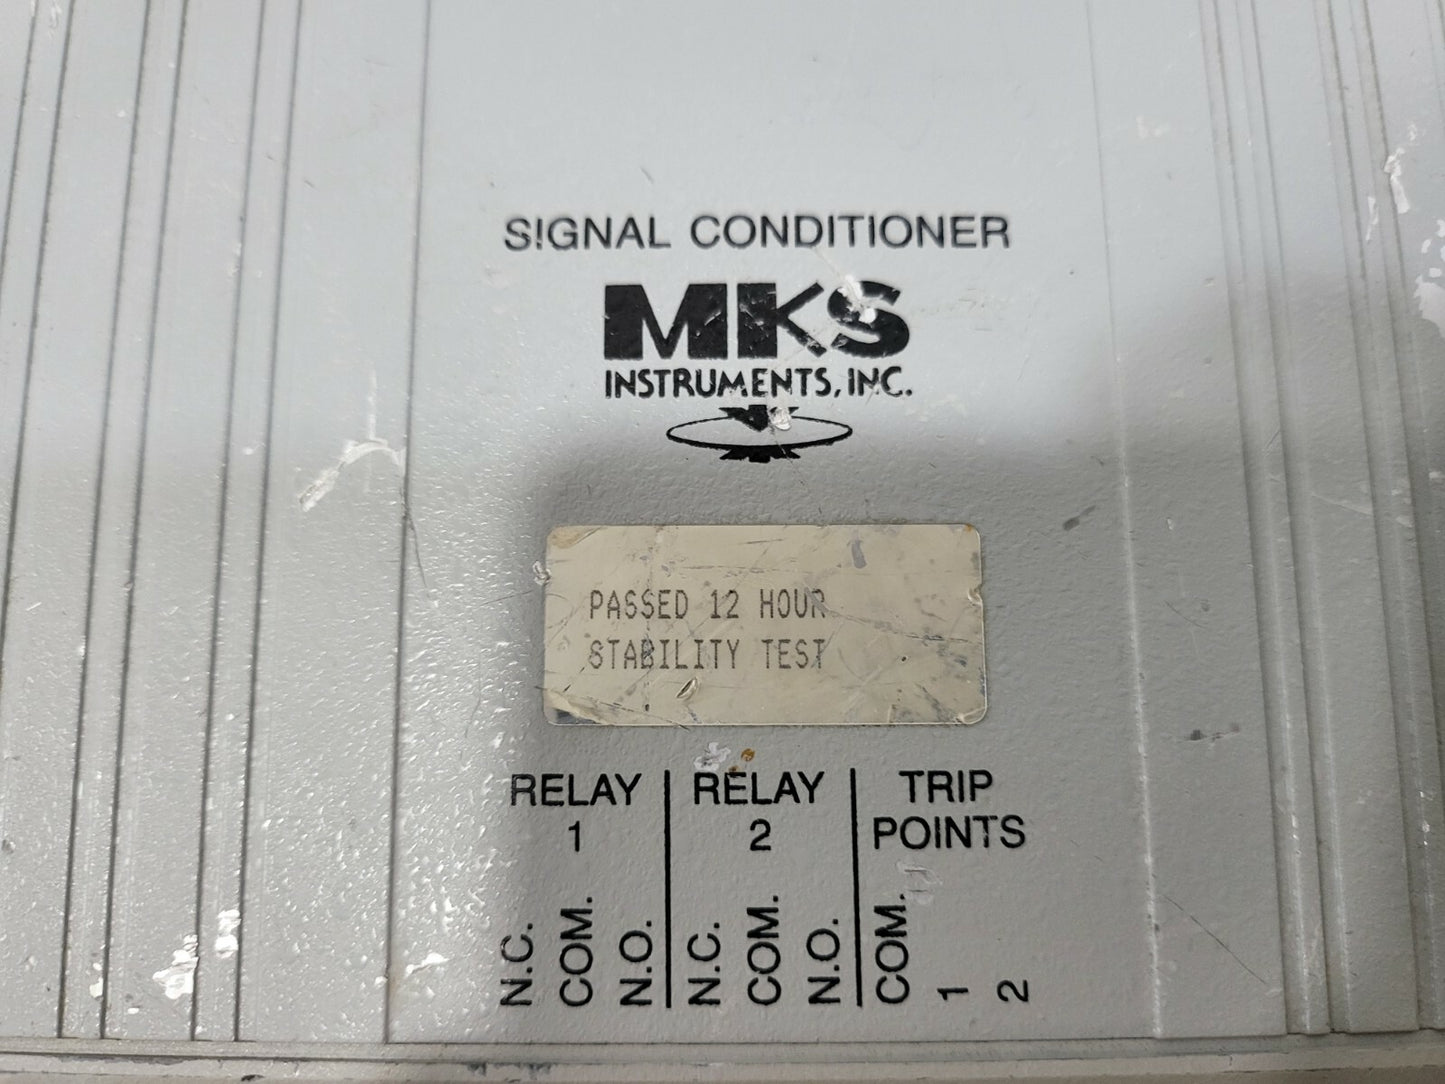 SIGNAL CONDITIONER
MKS
INSTRUMENTS, INC.
PASSED 12 HOUR
STABILITY TEST
RELAY 1
RELAY 2
TRIP POINTS
N.C. COM. N.O.
N.C. COM. N.O.
COM. 1 2